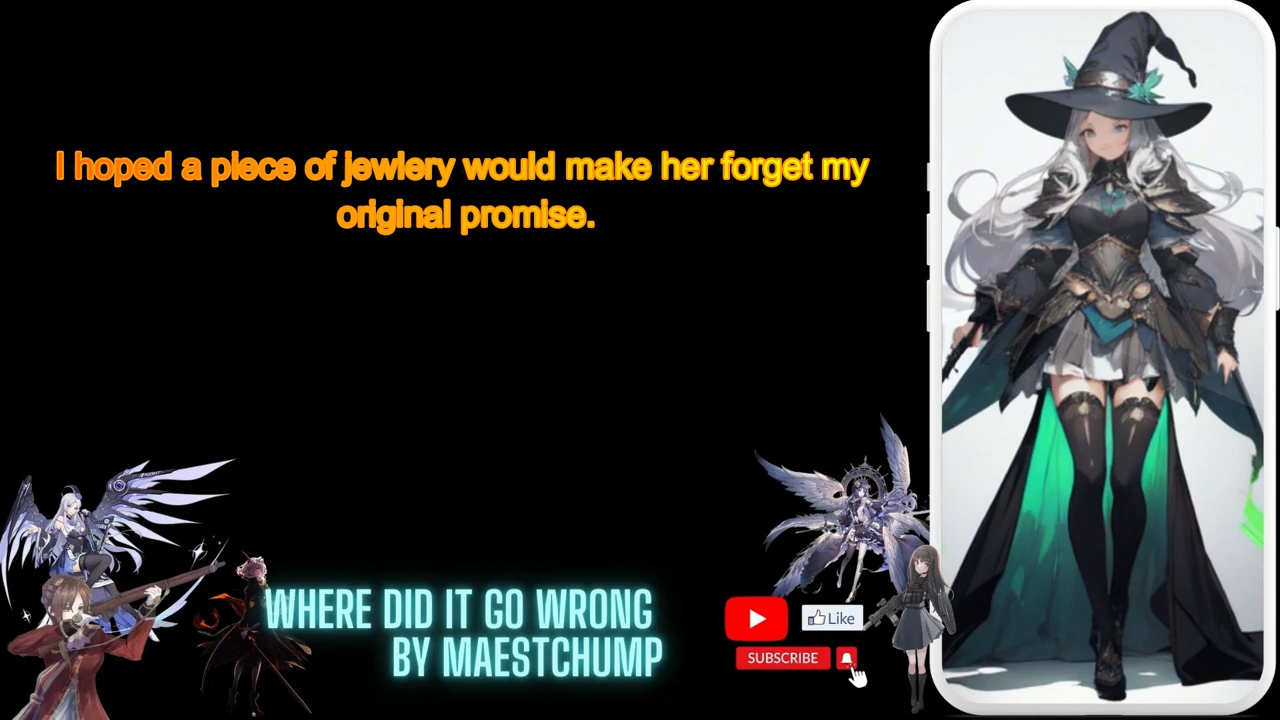 I hoped a piece of jewlery would make her forget my
original promise.
WHERE DID IT GO WRONG
BY MAESTCHUMP
Like
SUBSCRIBE